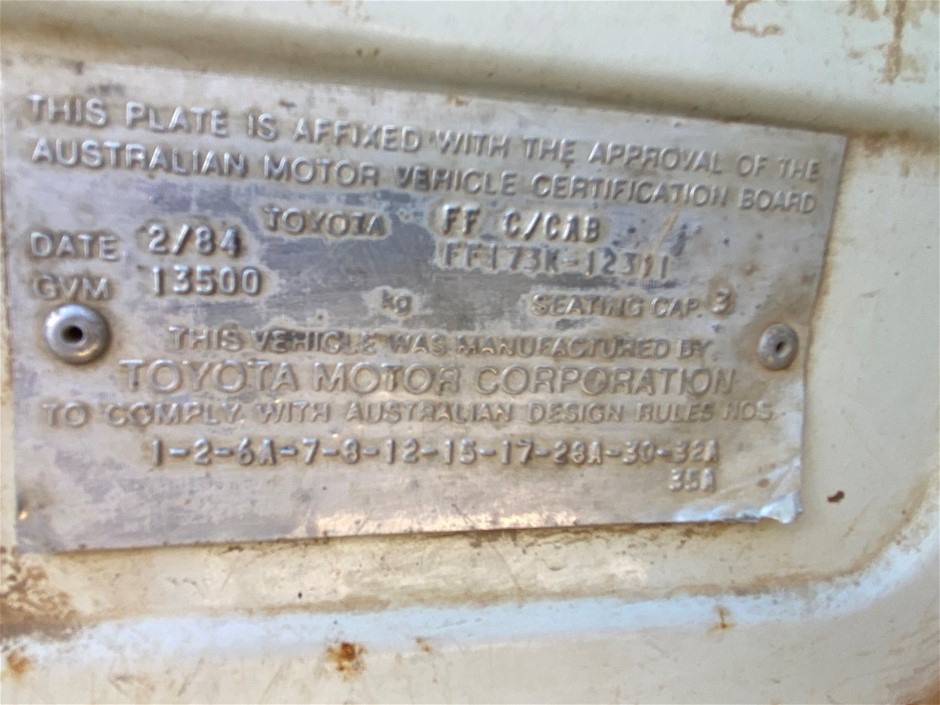 THIS PLATE IS AFFIXED WITH THE APPROVAL OF THE
AUSTRALIAN MOTOR VEHICLE CERTIFICATION BOARD
TOYOTA FF C/CAB
DATE 2/84 FF173K-12311
GVM 13500 kg SEATING CAP. 3
THIS VEHICLE WAS MANUFACTURED BY
TOYOTA MOTOR CORPORATION
TO COMPLY WITH AUSTRALIAN DESIGN RULES NOS
1-2-6A-7-8-12-15-17-28A-30-32A
35A